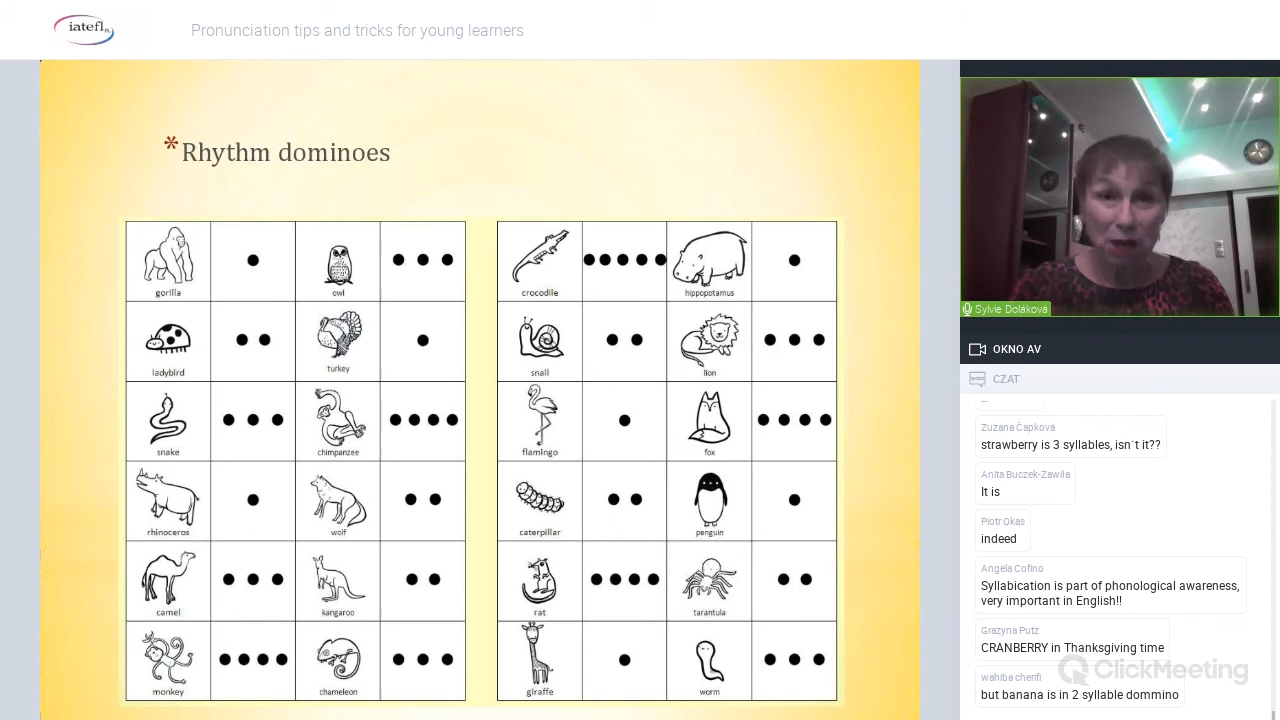 iatefl PL
Pronunciation tips and tricks for young learners
* Rhythm dominoes
gorilla
owl
crocodile
hippopotamus
ladybird
turkey
snail
lion
snake
chimpanzee
flamingo
fox
rhinoceros
wolf
caterpillar
penguin
camel
kangaroo
rat
tarantula
monkey
chameleon
giraffe
worm
Sylvie Doláková
OKNO AV
CZAT
Zuzana Čapková
strawberry is 3 syllables, isn´t it??
Anita Buczek-Zawiła
It is
Piotr Okas
indeed
Angela Cofino
Syllabication is part of phonological awareness,
very important in English!!
Grazyna Putz
CRANBERRY in Thanksgiving time
wahiba cherifi
but banana is in 2 syllable dommino
ClickMeeting